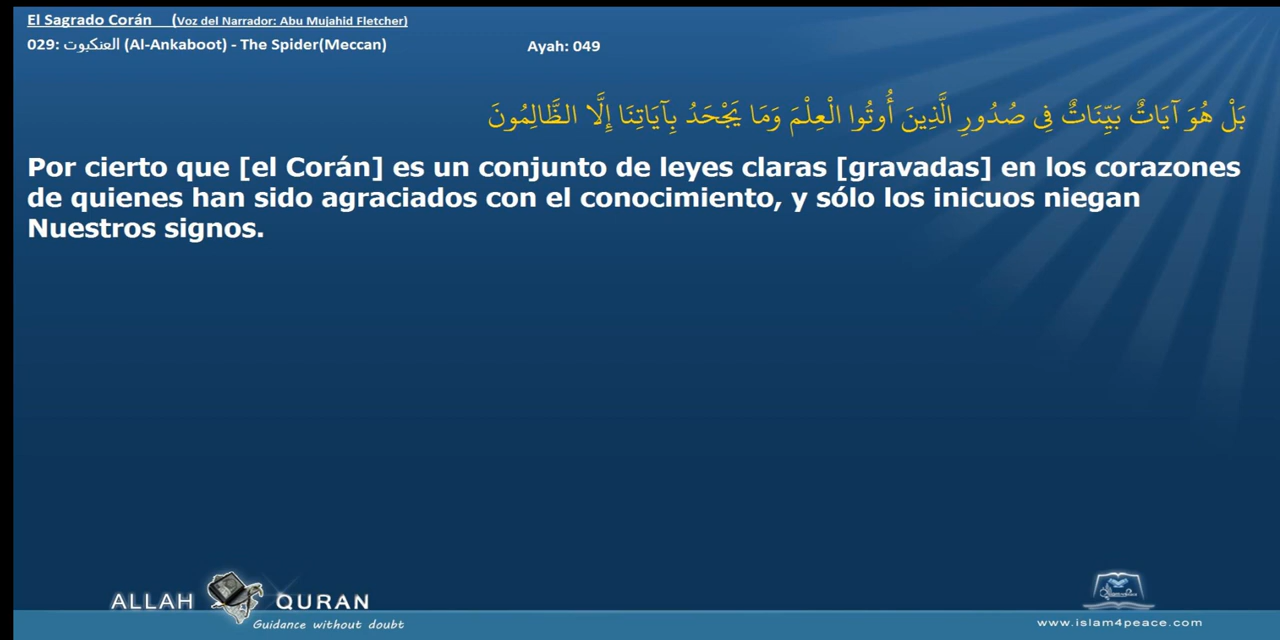 El Sagrado Corán (Voz del Narrador: Abu Mujahid Fletcher)
029: العنكبوت (Al-Ankaboot) - The Spider(Meccan) Ayah: 049
بَلْ هُوَ آيَاتٌ بَيِّنَاتٌ فِي صُدُورِ الَّذِينَ أُوتُوا الْعِلْمَ وَمَا يَجْحَدُ بِآيَاتِنَا إِلَّا الظَّالِمُونَ
Por cierto que [el Corán] es un conjunto de leyes claras [gravadas] en los corazones
de quienes han sido agraciados con el conocimiento, y sólo los inicuos niegan
Nuestros signos.
ALLAH QURAN
Guidance without doubt
www.islam4peace.com